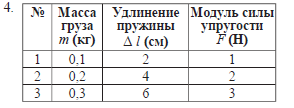 4. № Масса груза m (кг) Удлинение пружины Δ l (см) Модуль силы упругости F (Н)
1 0,1 2 1
2 0,2 4 2
3 0,3 6 3